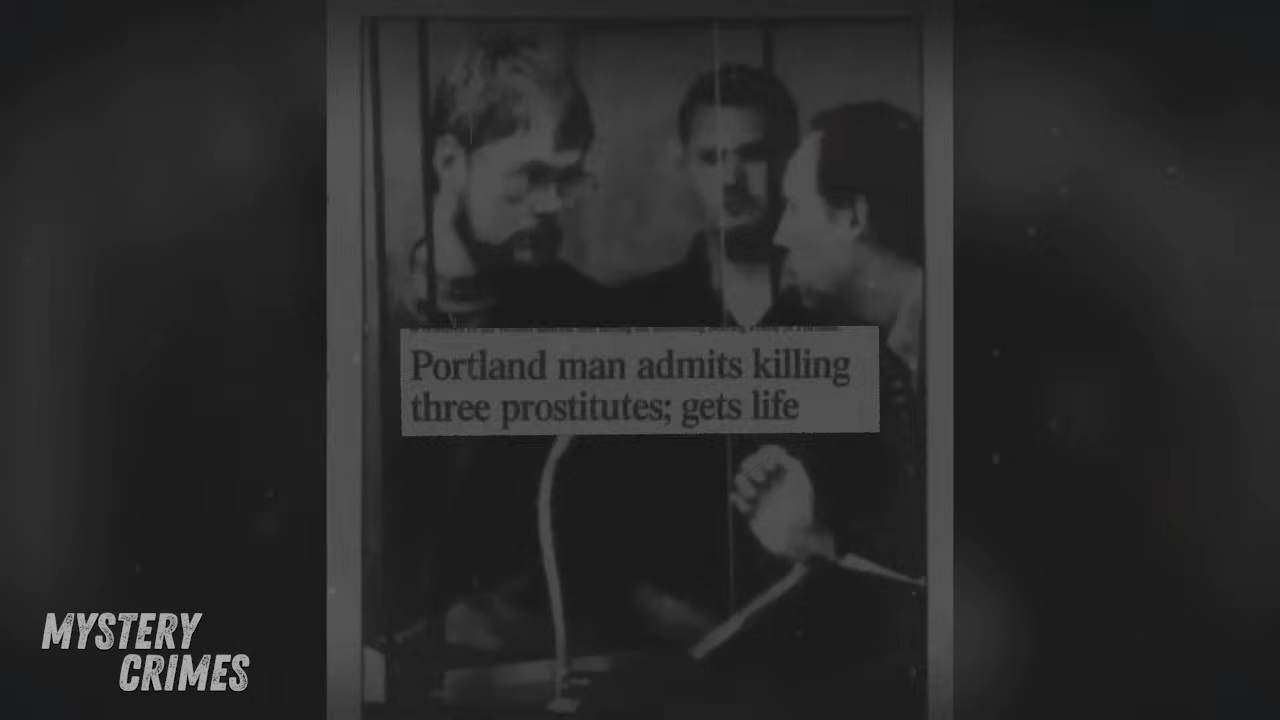 Portland man admits killing
three prostitutes; gets life
MYSTERY
CRIMES